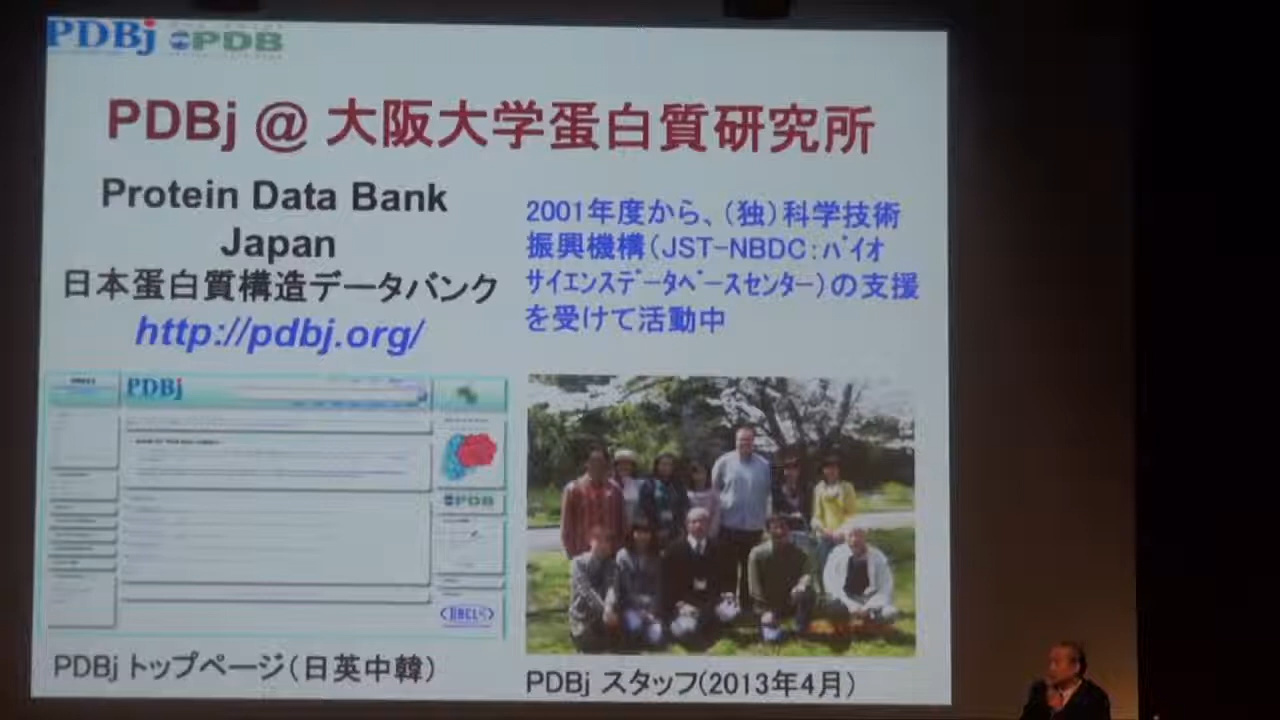 PDBj PDB
PDBj @ 大阪大学蛋白質研究所
Protein Data Bank
Japan
日本蛋白質構造データバンク
http://pdbj.org/
2001年度から、（独）科学技術
振興機構（JST-NBDC：ﾊﾞｲｵ
ｻｲｴﾝｽﾃﾞｰﾀﾍﾞｰｽｾﾝﾀｰ）の支援
を受けて活動中
PDBj
PDB
PDBj トップページ（日英中韓）
PDBj スタッフ(2013年4月)